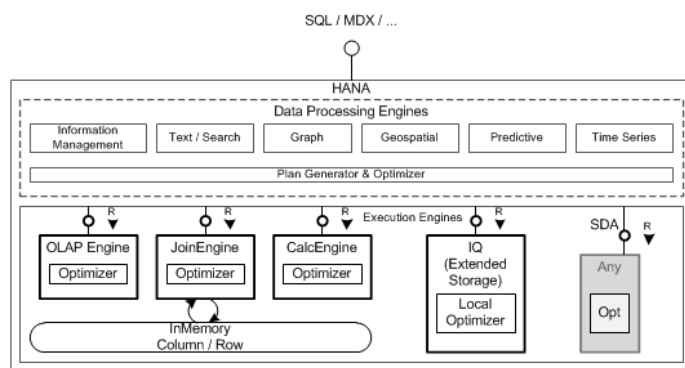 SQL / MDX / ...
HANA
Data Processing Engines
Information
Management
Text / Search
Graph
Geospatial
Predictive
Time Series
Plan Generator & Optimizer
R
R
R
Execution Engines
R
SDA
R
OLAP Engine
Optimizer
JoinEngine
Optimizer
CalcEngine
Optimizer
IQ
(Extended
Storage)
Local
Optimizer
Any
Opt
InMemory
Column / Row